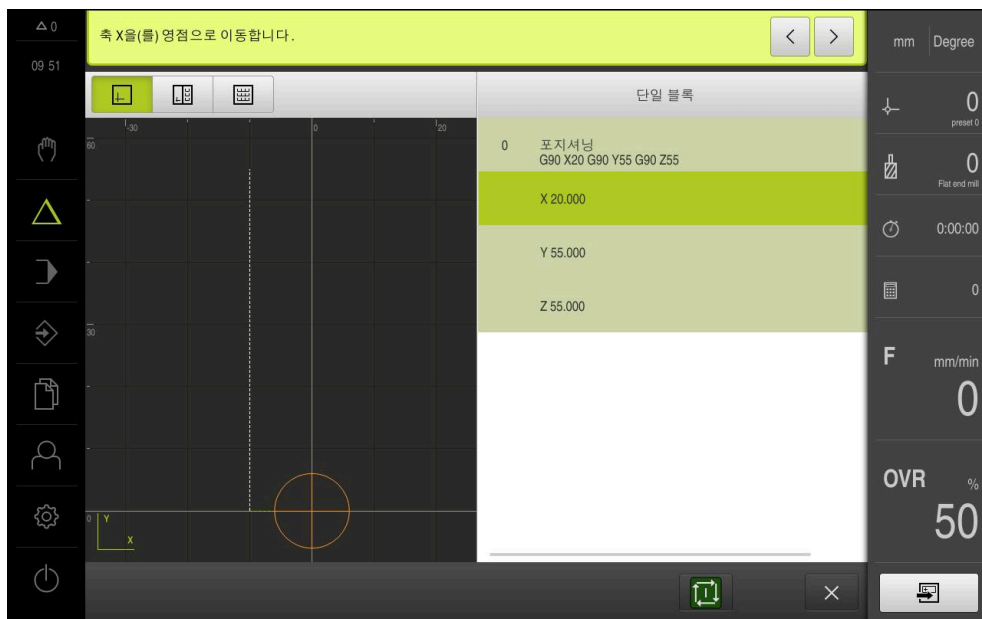 0
09 51
축 X을(를) 영점으로 이동합니다.
-30
0
20
60
30
0
Y
X
단일 블록
0 포지셔닝
G90 X20 G90 Y55 G90 Z55
X 20.000
Y 55.000
Z 55.000
mm Degree
0
preset 0
0
Flat end mill
0:00:00
0
F mm/min
0
OVR %
50